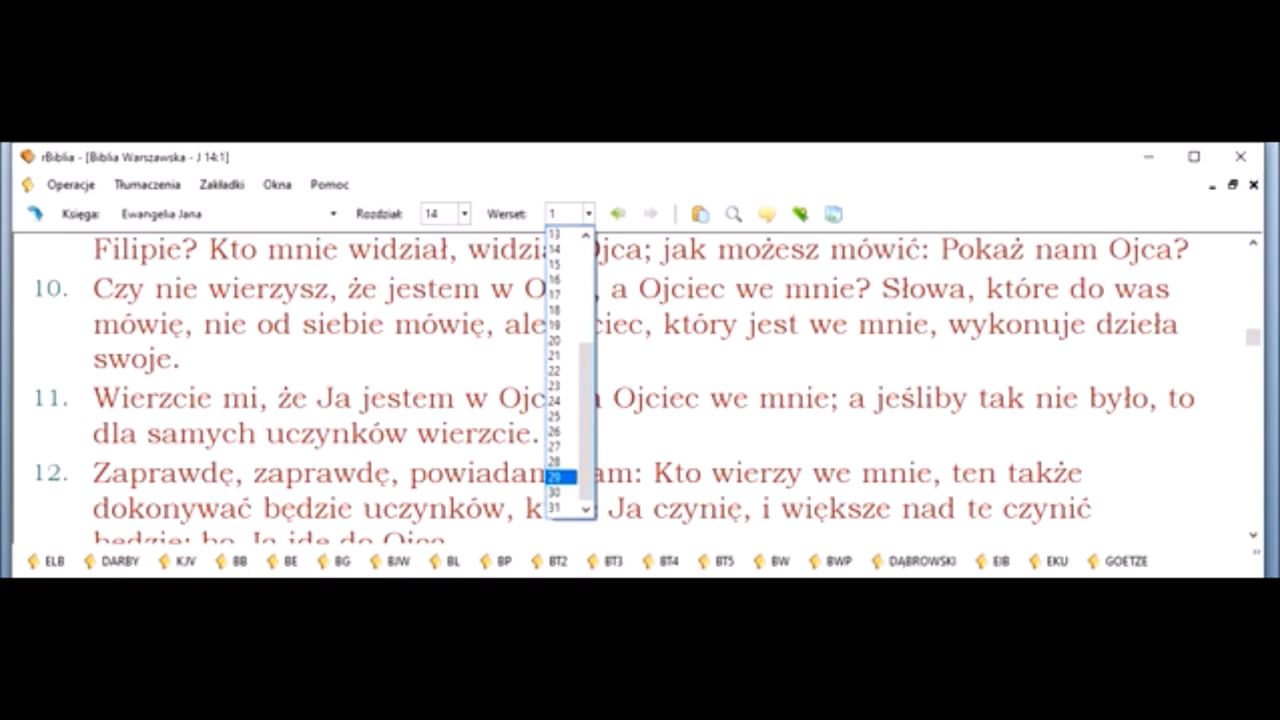 rBiblia - [Biblia Warszawska - J 14:1]
Operacje Tłumaczenia Zakładki Okna Pomoc
Księga: Ewangelia Jana Rozdział: 14 Werset: 1
Filipie? Kto mnie widział, Ojca; jak możesz mówić: Pokaż nam Ojca?
10. Czy nie wierzysz, że jestem w a Ojciec we mnie? Słowa, które do was
mówię, nie od siebie mówię, ale który jest we mnie, wykonuje dzieła
swoje.
11. Wierzcie mi, że Ja jestem w Ojciec we mnie; a jeśliby tak nie było, to
dla samych uczynków wierzcie.
12. Zaprawdę, zaprawdę, Kto wierzy we mnie, ten także
dokonywać będzie uczynków, Ja czynię, i większe nad te czynić
będzie; bo Ja idę do Ojca
13
14
15
16
17
18
19
20
21
22
23
24
25
26
27
28
29
30
31
ELB DARBY KJV BB BE BG BJW BL BP BT2 BT3 BT4 BT5 BW BWP DĄBROWSKI EIB EKU GOETZE